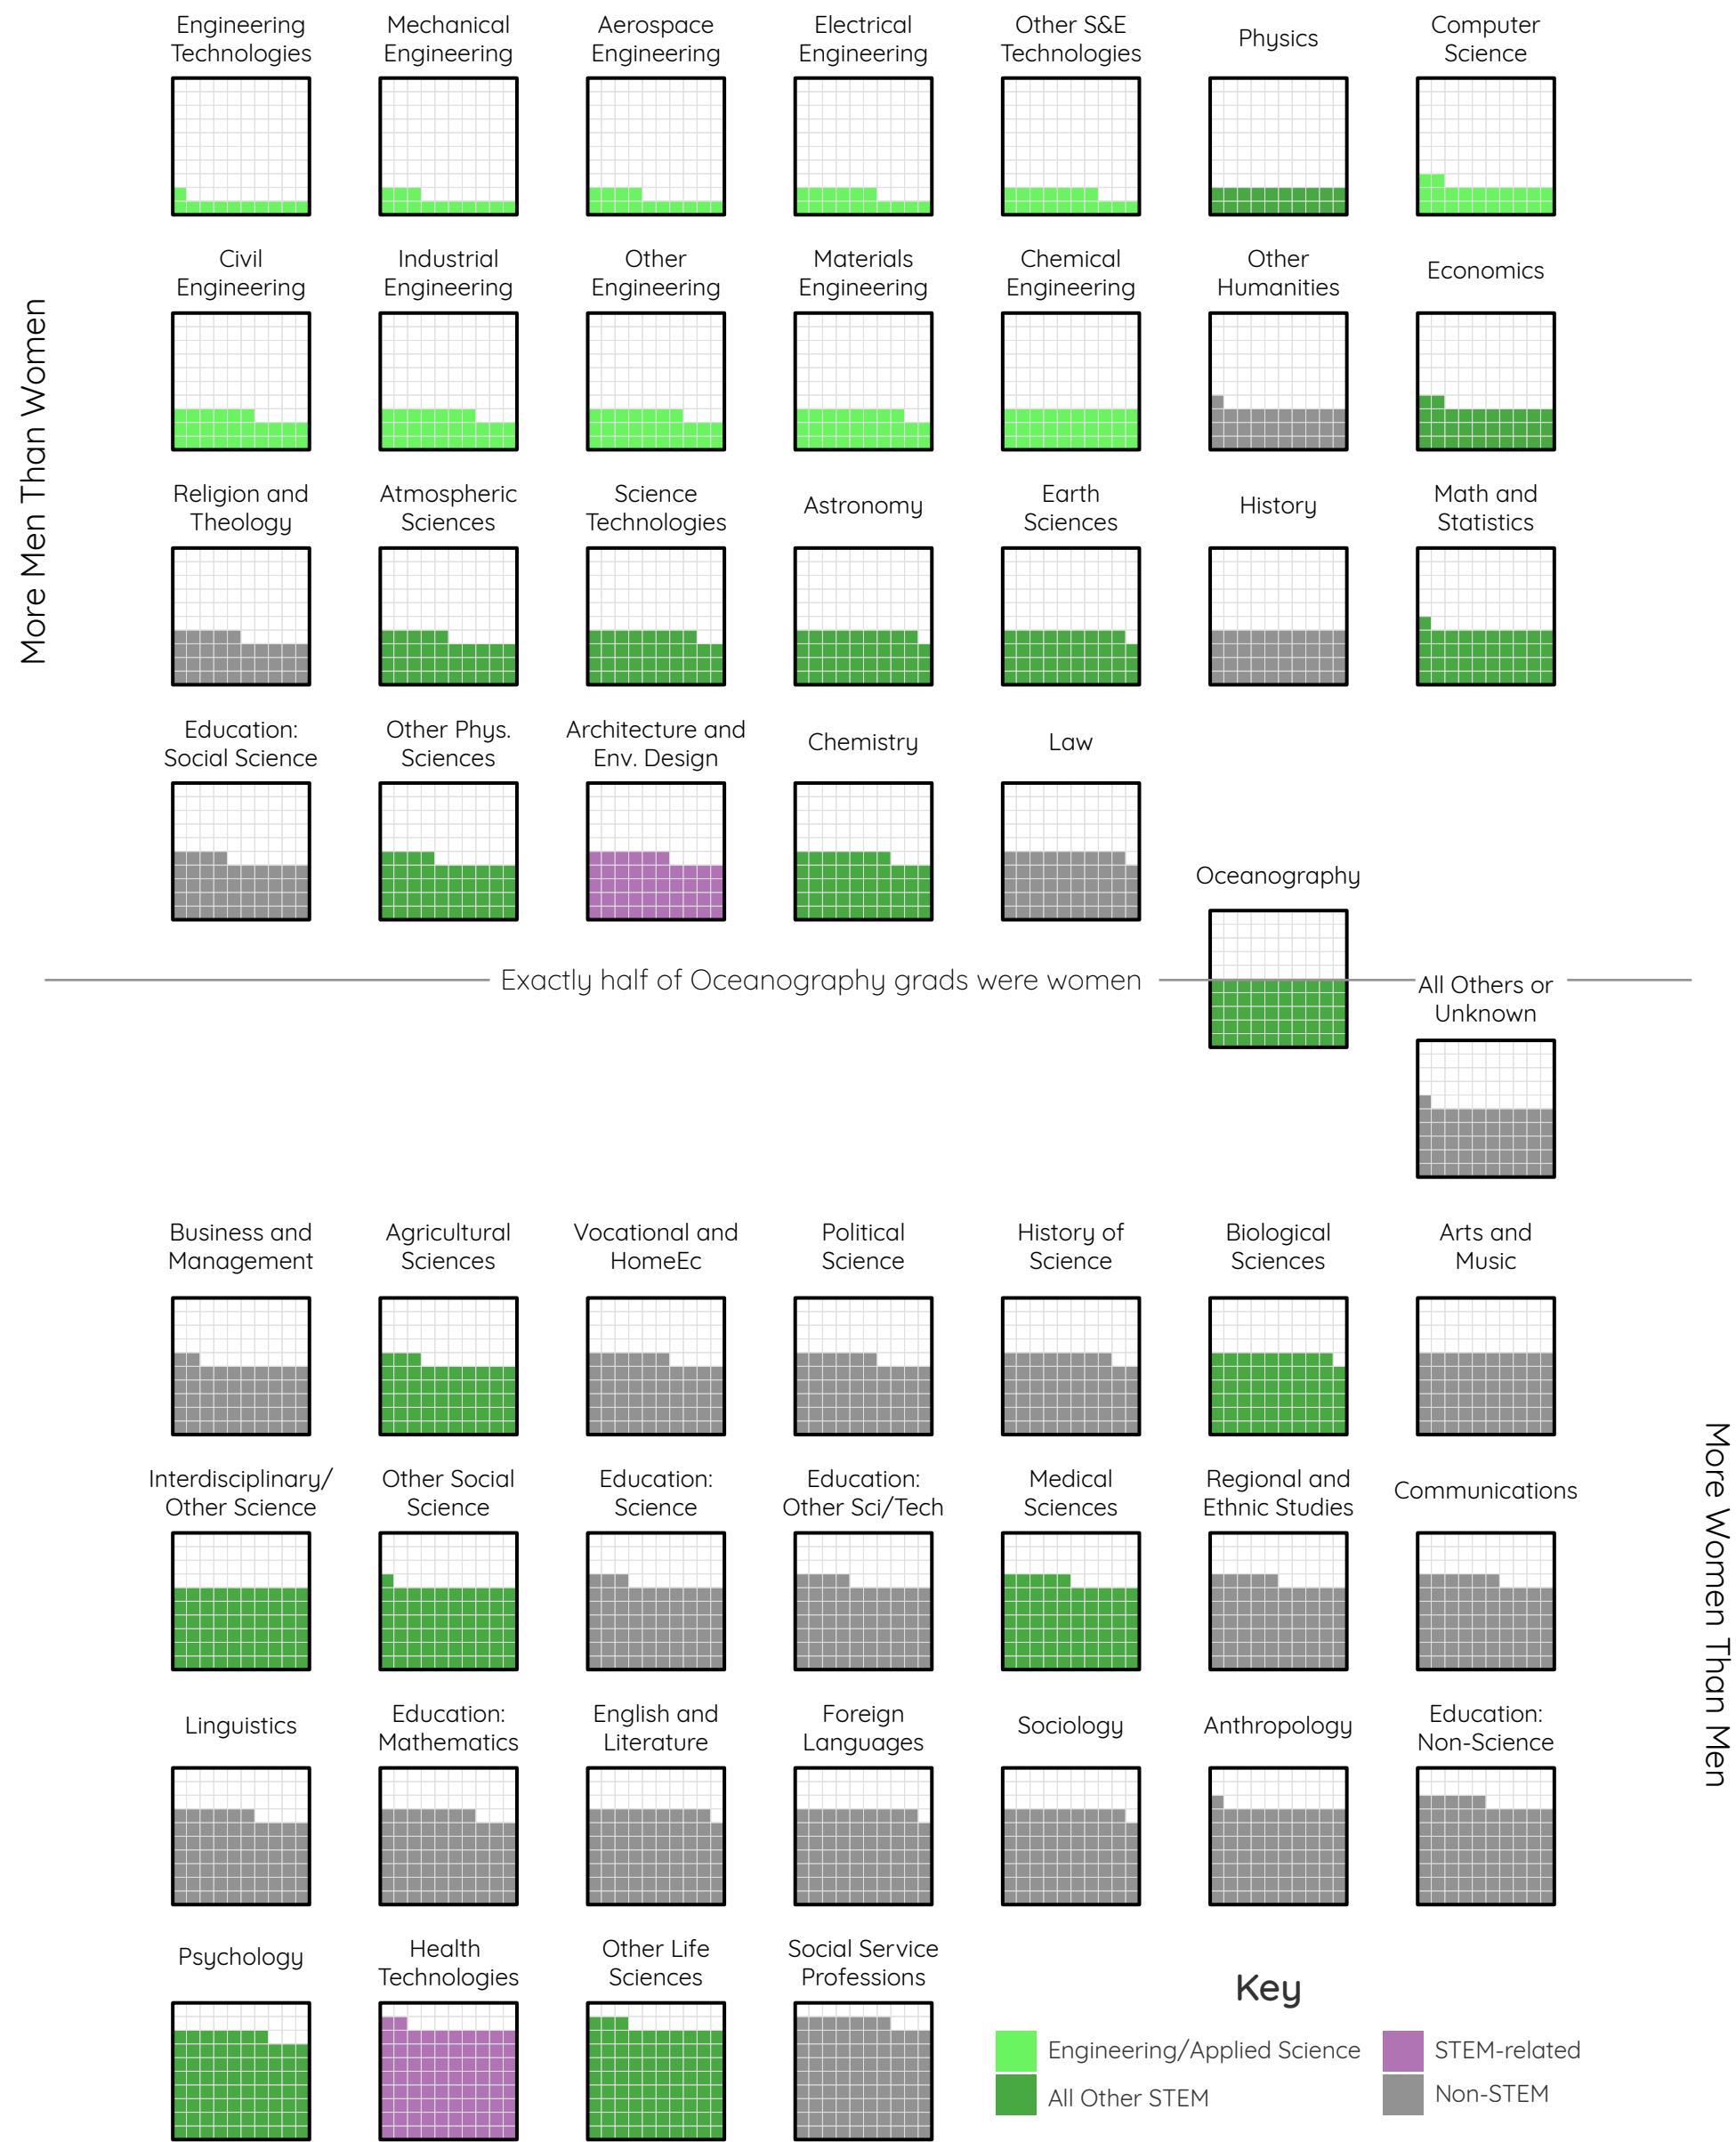 Engineering
Technologies
Mechanical
Engineering
Aerospace
Engineering
Electrical
Engineering
Other S&E
Technologies
Physics
Computer
Science
More Men Than Women
Civil
Engineering
Industrial
Engineering
Other
Engineering
Materials
Engineering
Chemical
Engineering
Other
Humanities
Economics
Religion and
Theology
Atmospheric
Sciences
Science
Technologies
Astronomy
Earth
Sciences
History
Math and
Statistics
Education:
Social Science
Other Phys.
Sciences
Architecture and
Env. Design
Chemistry
Law
Oceanography
Exactly half of Oceanography grads were women
All Others or
Unknown
Business and
Management
Agricultural
Sciences
Vocational and
HomeEc
Political
Science
History of
Science
Biological
Sciences
Arts and
Music
More Women Than Men
Interdisciplinary/
Other Science
Other Social
Science
Education:
Science
Education:
Other Sci/Tech
Medical
Sciences
Regional and
Ethnic Studies
Communications
Linguistics
Education:
Mathematics
English and
Literature
Foreign
Languages
Sociology
Anthropology
Education:
Non-Science
Psychology
Health
Technologies
Other Life
Sciences
Social Service
Professions
Key
Engineering/Applied Science
All Other STEM
STEM-related
Non-STEM